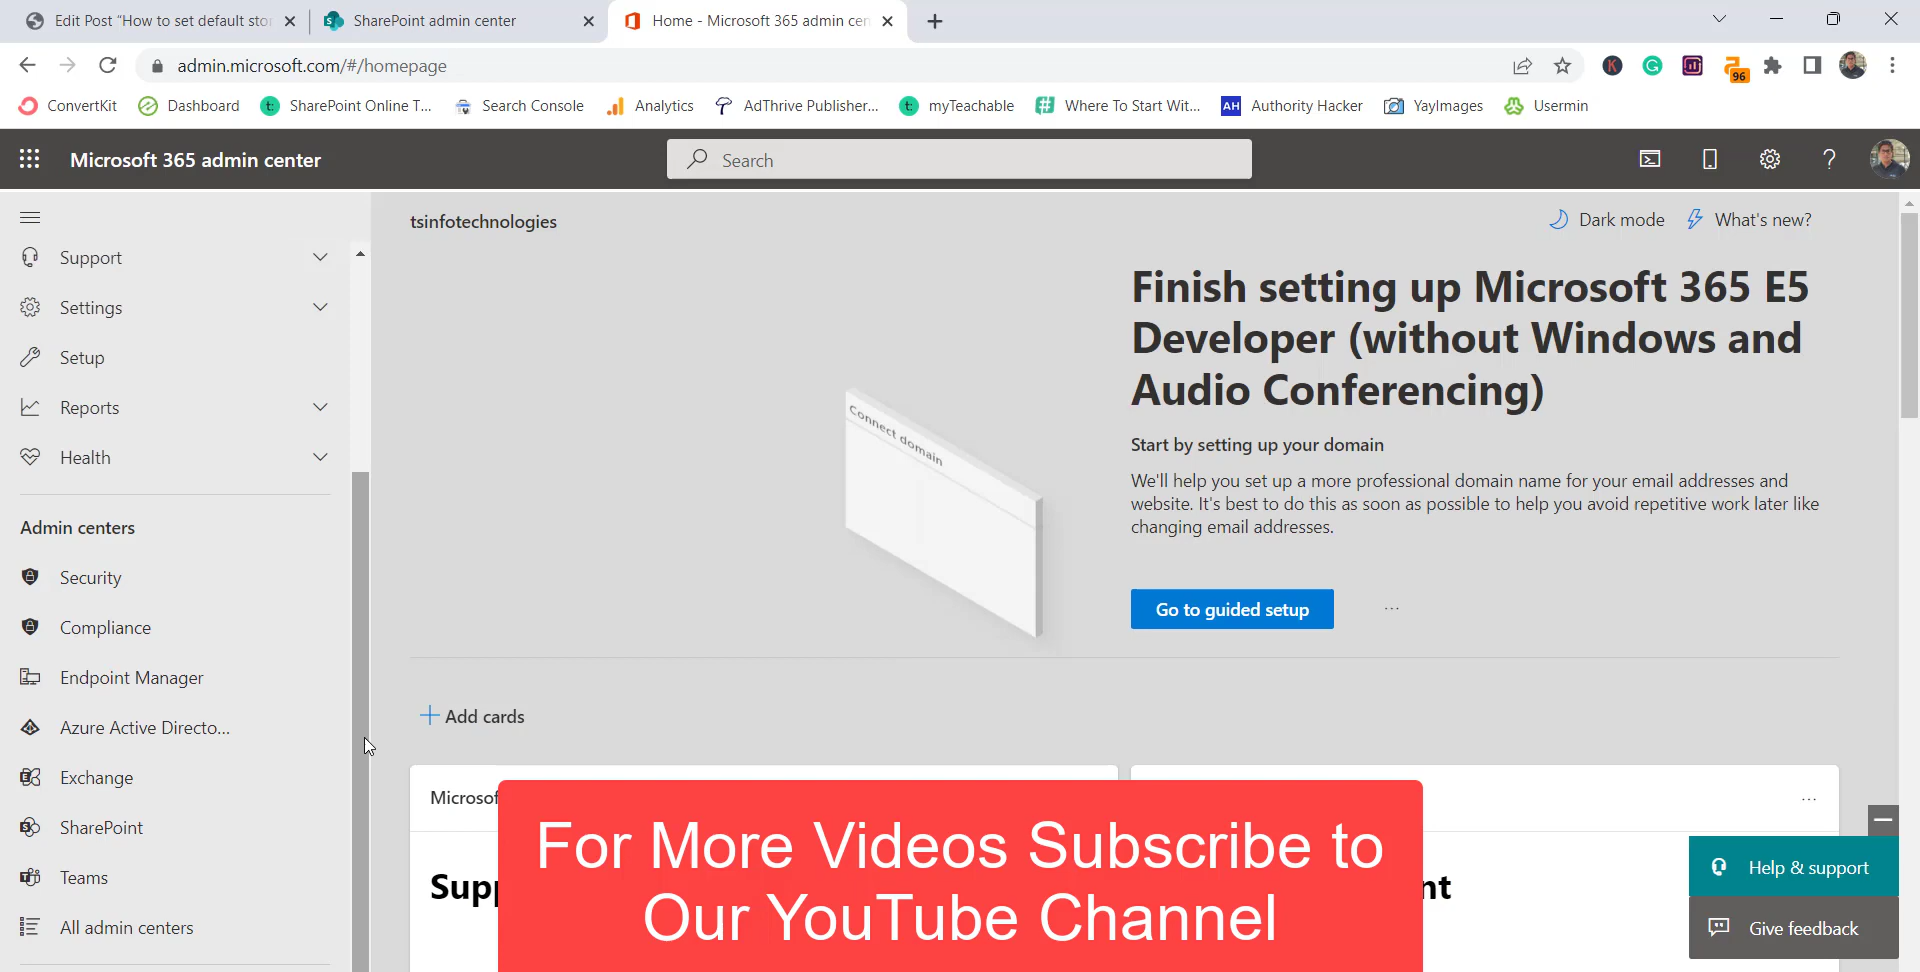 Edit Post "How to set default sto
SharePoint admin center
Home - Microsoft 365 admin cen
admin.microsoft.com/#/homepage
K
G
96
ConvertKit
Dashboard
t:
SharePoint Online T...
Search Console
Analytics
AdThrive Publisher...
t:
myTeachable
Where To Start Wit...
AH
Authority Hacker
YayImages
Usermin
Microsoft 365 admin center
Search
?
Support
Settings
Setup
Reports
Health
Admin centers
Security
Compliance
Endpoint Manager
Azure Active Directo...
Exchange
SharePoint
Teams
All admin centers
tsinfotechnologies
Dark mode
What's new?
Connect domain
Finish setting up Microsoft 365 E5
Developer (without Windows and
Audio Conferencing)
Start by setting up your domain
We'll help you set up a more professional domain name for your email addresses and
website. It's best to do this as soon as possible to help you avoid repetitive work later like
changing email addresses.
Go to guided setup
...
Add cards
Microsof
...
Supp
nt
For More Videos Subscribe to
Our YouTube Channel
Help & support
Give feedback